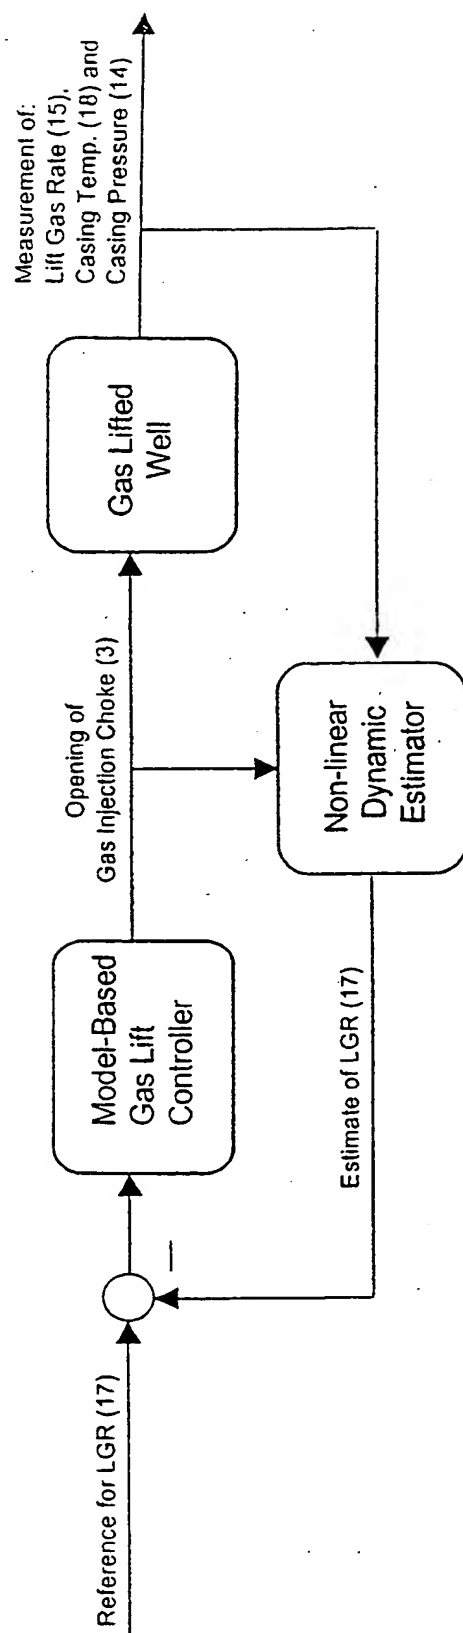 Reference for LGR (17)
Model-Based
Gas Lift
Controller
Opening of
Gas Injection Choke (3)
Gas Lifted
Well
Measurement of:
Lift Gas Rate (15),
Casing Temp. (18) and
Casing Pressure (14)
Non-linear
Dynamic
Estimator
Estimate of LGR (17)
—